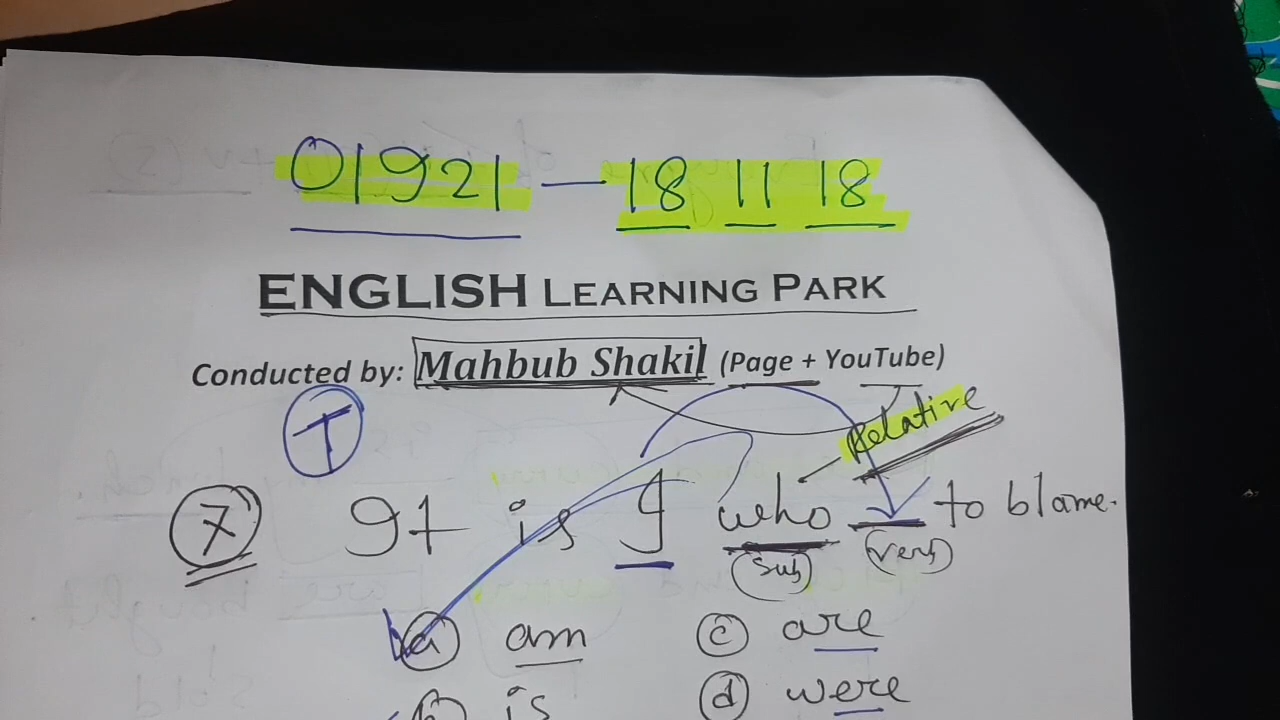 01921 — 18 11 18
ENGLISH LEARNING PARK
Conducted by: Mahbub Shakil (Page + YouTube)
T
Relative
7 It is I who to blame.
sub verb
a am c are
b is d were